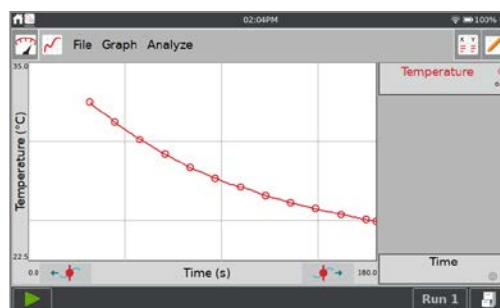 02:04PM 100%
File Graph Analyze
X Y
Temperature
35.0
Temperature (°C)
22.5
0.0 Time (s) 180.0
Time
Run 1